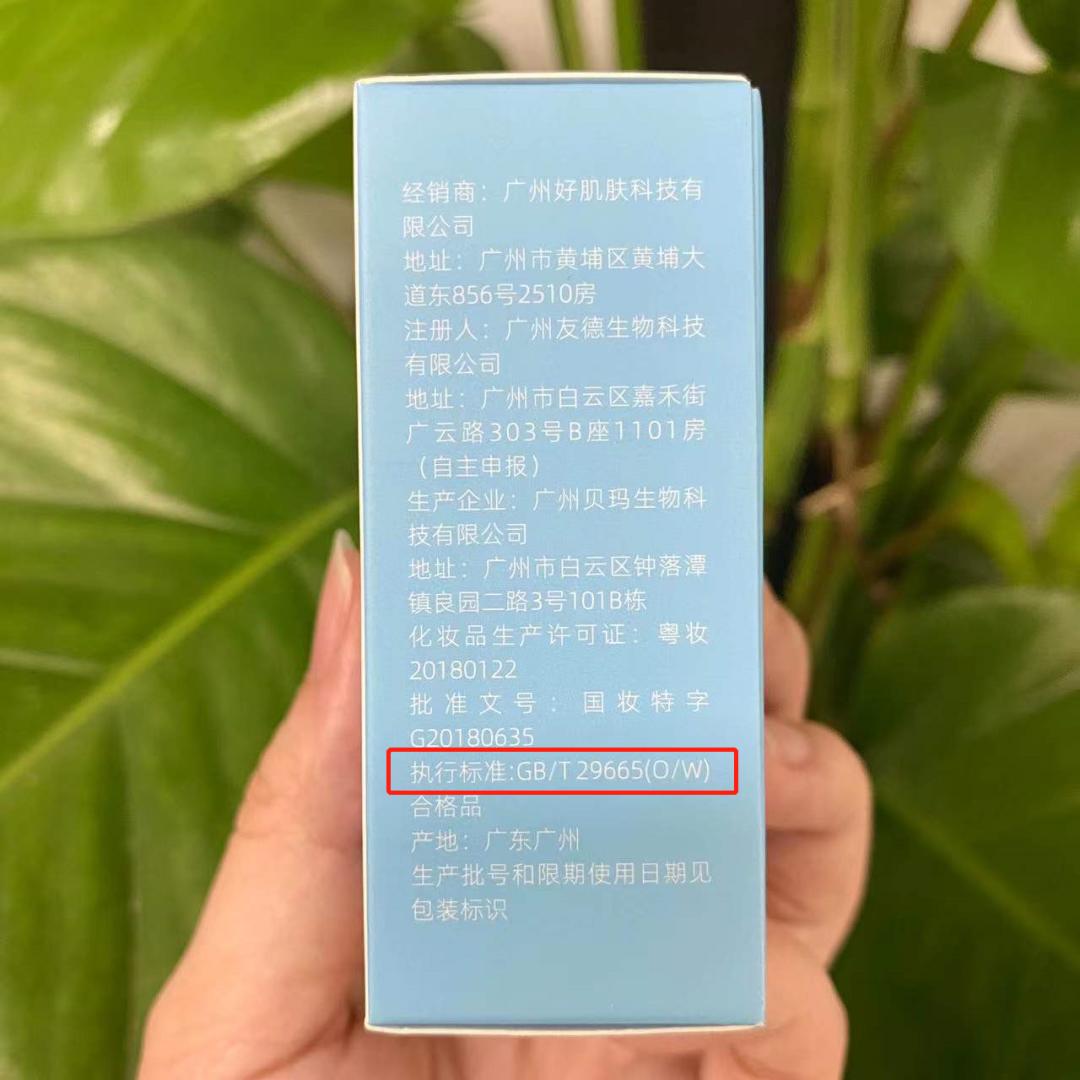 经销商：广州好肌肤科技有
限公司
地址：广州市黄埔区黄埔大
道东856号2510房
注册人：广州友德生物科技
有限公司
地址：广州市白云区嘉禾街
广云路303号B座1101房
（自主申报）
生产企业：广州贝玛生物科
技有限公司
地址：广州市白云区钟落潭
镇良园二路3号101B栋
化妆品生产许可证：粤妆
20180122
批准文号：国妆特字
G20180635
执行标准:GB/T 29665(O/W)
合格品
产地：广东广州
生产批号和限期使用日期见
包装标识